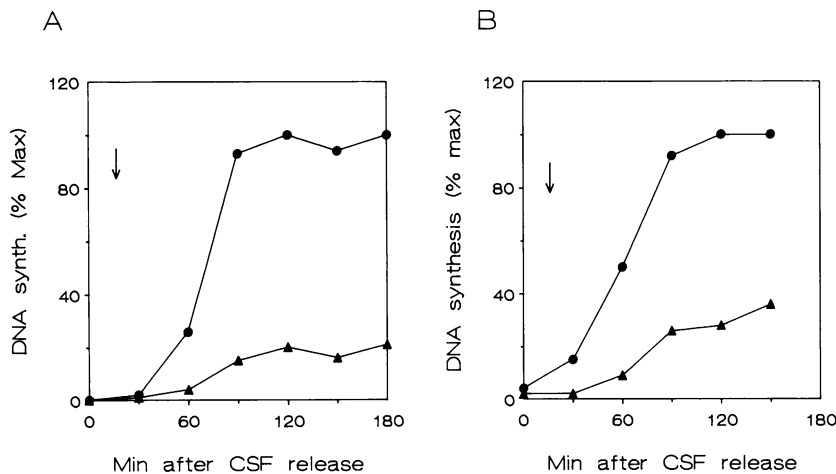 A
120
80
40
0
0
60
120
180
DNA synth. (% Max)
Min after CSF release
B
120
80
40
0
0
60
120
180
DNA synthesis (% max)
Min after CSF release